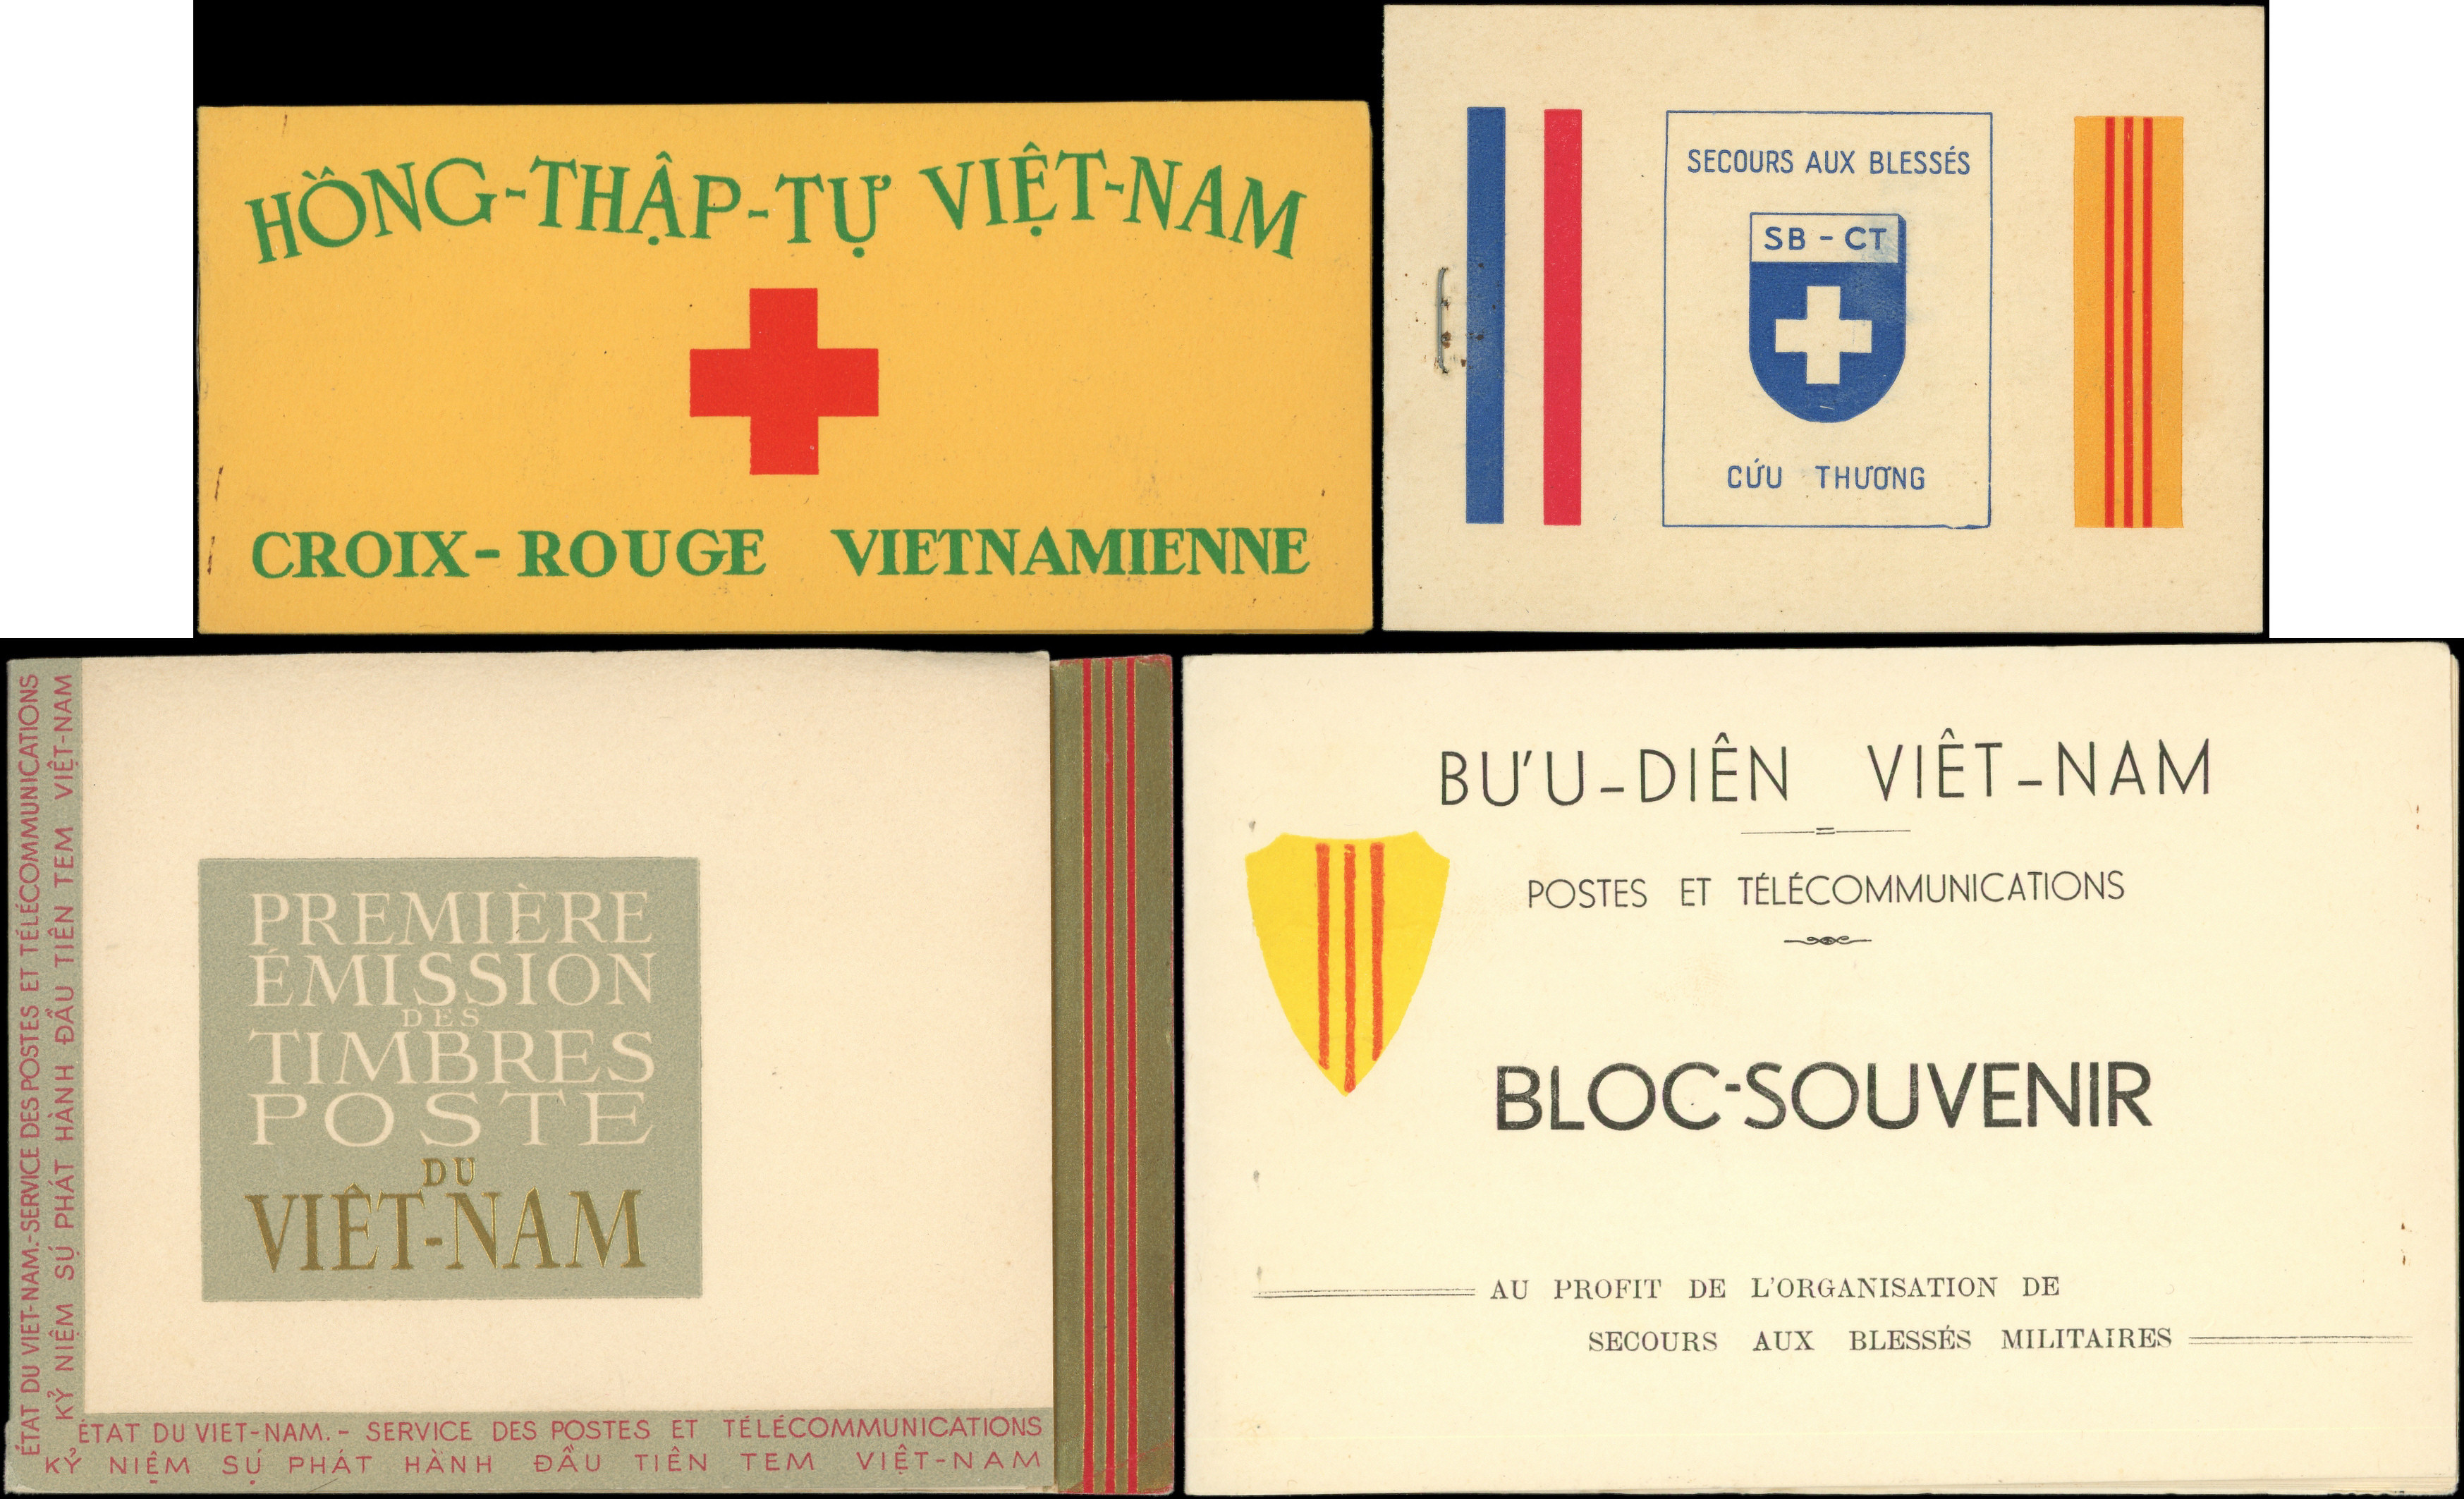 HỒNG-THẬP-TỰ VIỆT-NAM
CROIX-ROUGE VIETNAMIENNE
SECOURS AUX BLESSÉS
SB - CT
CỨU THƯƠNG
ÉTAT DU VIET-NAM.-SERVICE DES POSTES ET TÉLÉCOMMUNICATIONS
KỶ NIỆM SỰ PHÁT HÀNH ĐẦU TIÊN TEM VIỆT-NAM
PREMIÈRE
ÉMISSION
DES
TIMBRES
POSTE
DU
VIÊT-NAM
ÉTAT DU VIET-NAM.- SERVICE DES POSTES ET TÉLÉCOMMUNICATIONS
KỶ NIỆM SỰ PHÁT HÀNH ĐẦU TIÊN TEM VIỆT-NAM
BƯU-DIÊN VIÊT-NAM
POSTES ET TÉLÉCOMMUNICATIONS
BLOC-SOUVENIR
AU PROFIT DE L'ORGANISATION DE
SECOURS AUX BLESSÉS MILITAIRES